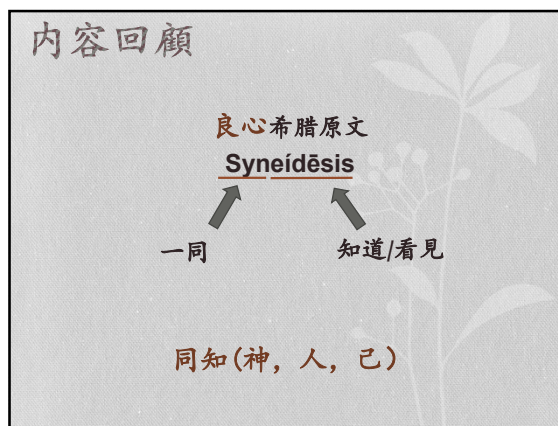 内容回顧
良心希腊原文
Syneídēsis
一同 知道/看見
同知(神，人，己)